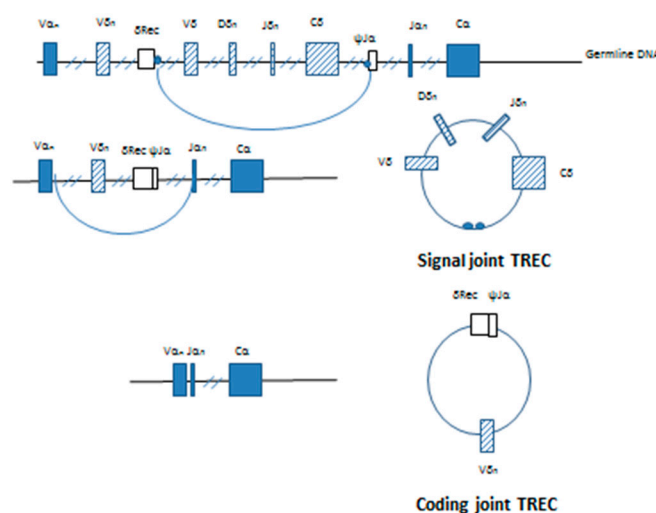 Vαₙ Vδₙ δRec Vδ Dδₙ Jδₙ Cδ ψJα Jαₙ Cα
Germline DNA
Dδₙ Jδₙ
Vδ Cδ
Signal joint TREC
Vαₙ Vδₙ δRec ψJα Jαₙ Cα
δRec ψJα
Vαₙ Jαₙ Cα
Vδₙ
Coding joint TREC